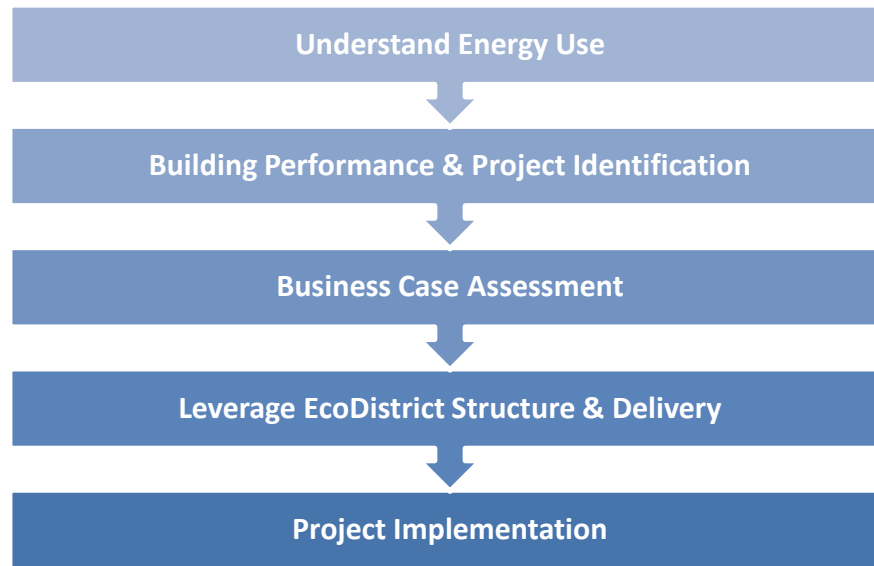 Understand Energy Use
Building Performance & Project Identification
Business Case Assessment
Leverage EcoDistrict Structure & Delivery
Project Implementation